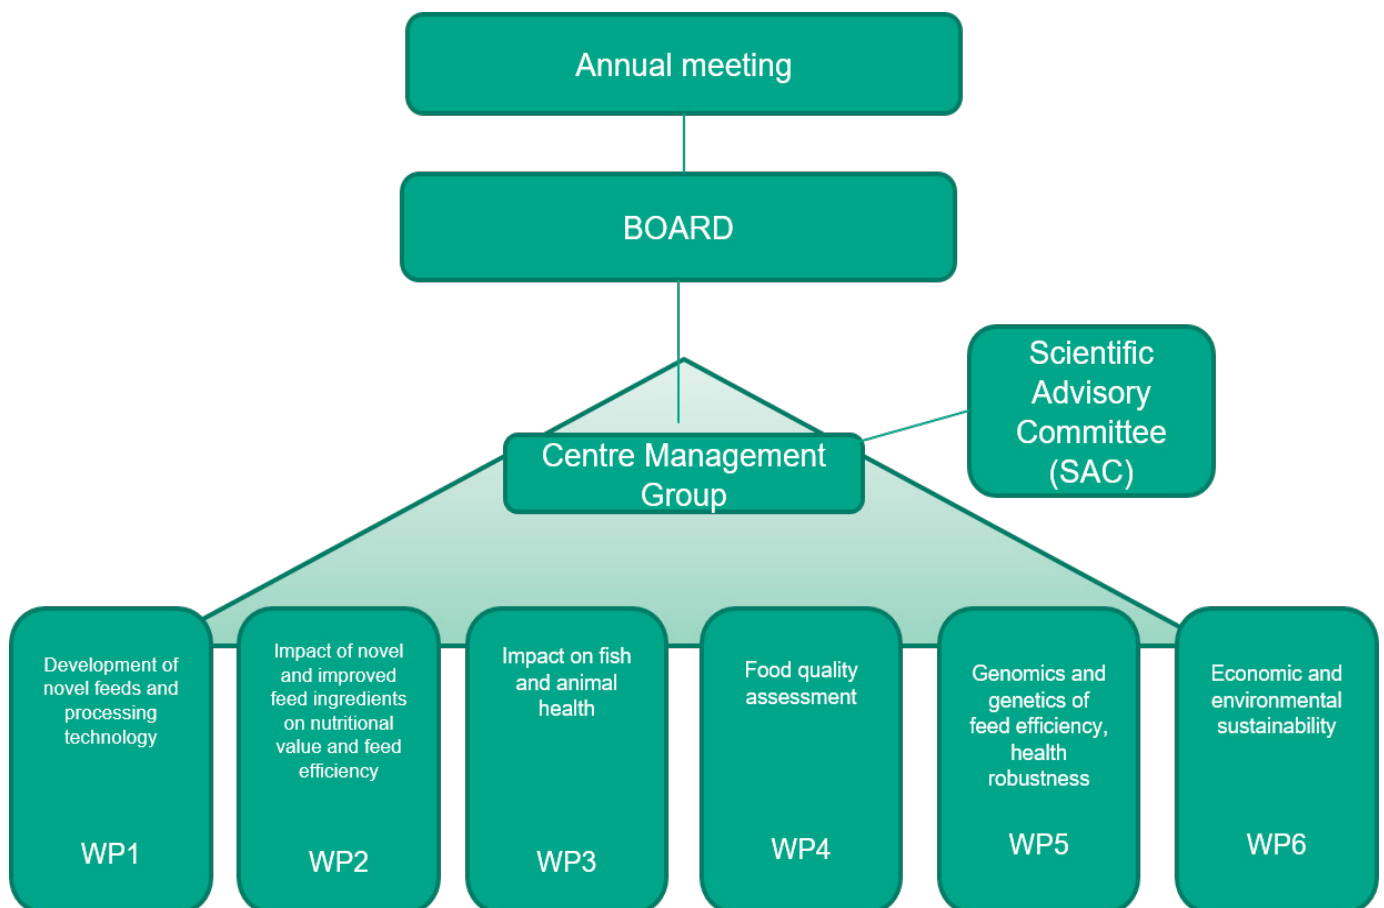 Annual meeting
BOARD
Scientific
Advisory
Committee
(SAC)
Centre Management
Group
Development of
novel feeds and
processing
technology
WP1
Impact of novel
and improved
feed ingredients
on nutritional
value and feed
efficiency
WP2
Impact on fish
and animal
health
WP3
Food quality
assessment
WP4
Genomics and
genetics of
feed efficiency,
health
robustness
WP5
Economic and
environmental
sustainability
WP6